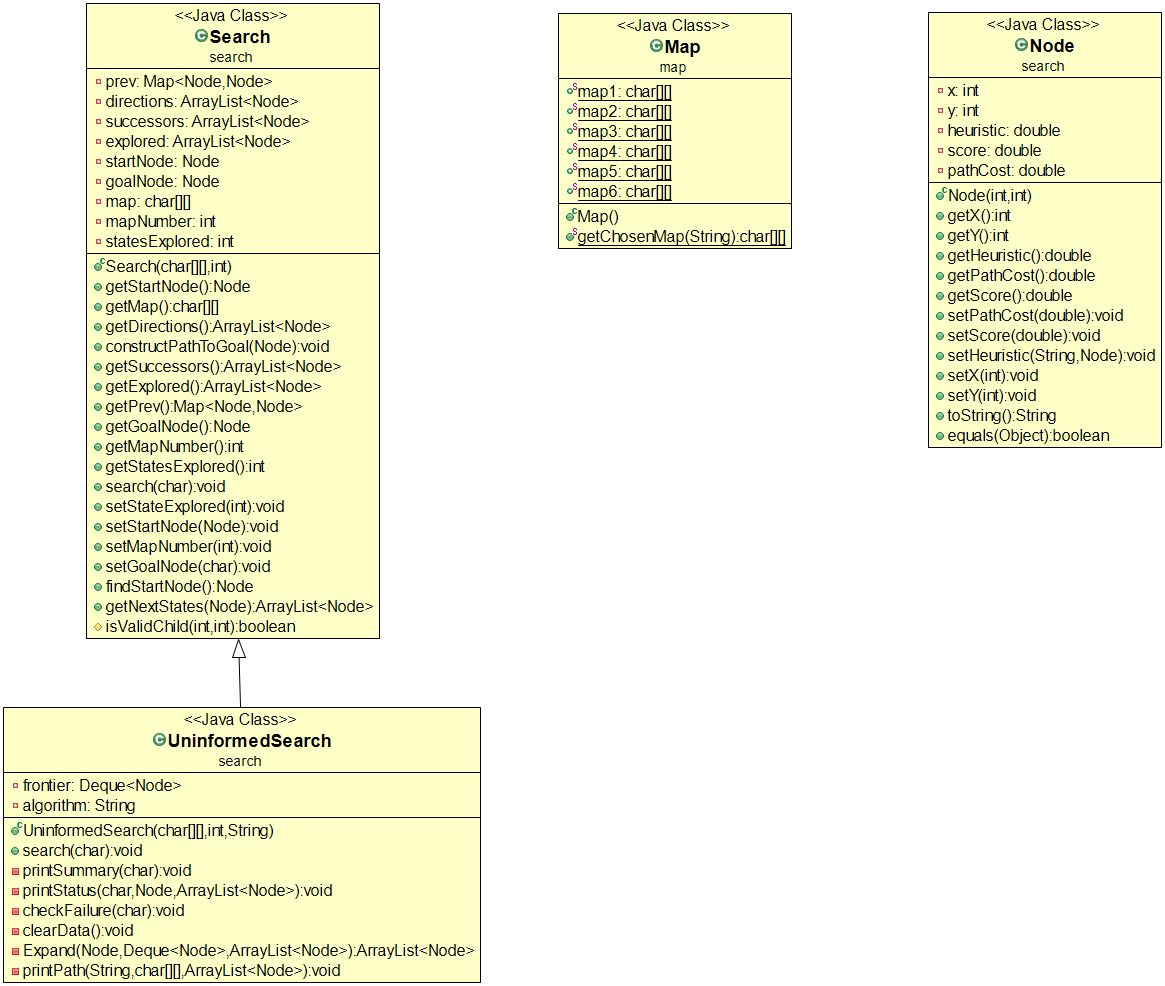 <<Java Class>>
Search
search
prev: Map<Node,Node>
directions: ArrayList<Node>
successors: ArrayList<Node>
explored: ArrayList<Node>
startNode: Node
goalNode: Node
map: char[][]
mapNumber: int
statesExplored: int
Search(char[][],int)
getStartNode():Node
getMap():char[][]
getDirections():ArrayList<Node>
constructPathToGoal(Node):void
getSuccessors():ArrayList<Node>
getExplored():ArrayList<Node>
getPrev():Map<Node,Node>
getGoalNode():Node
getMapNumber():int
getStatesExplored():int
search(char):void
setStateExplored(int):void
setStartNode(Node):void
setMapNumber(int):void
setGoalNode(char):void
findStartNode():Node
getNextStates(Node):ArrayList<Node>
isValidChild(int,int):boolean
<<Java Class>>
Map
map
map1: char[][]
map2: char[][]
map3: char[][]
map4: char[][]
map5: char[][]
map6: char[][]
Map()
getChosenMap(String):char[][]
<<Java Class>>
Node
search
x: int
y: int
heuristic: double
score: double
pathCost: double
Node(int,int)
getX():int
getY():int
getHeuristic():double
getPathCost():double
getScore():double
setPathCost(double):void
setScore(double):void
setHeuristic(String,Node):void
setX(int):void
setY(int):void
toString():String
equals(Object):boolean
<<Java Class>>
UninformedSearch
search
frontier: Deque<Node>
algorithm: String
UninformedSearch(char[][],int,String)
search(char):void
printSummary(char):void
printStatus(char,Node,ArrayList<Node>):void
checkFailure(char):void
clearData():void
Expand(Node,Deque<Node>,ArrayList<Node>):ArrayList<Node>
printPath(String,char[][],ArrayList<Node>):void